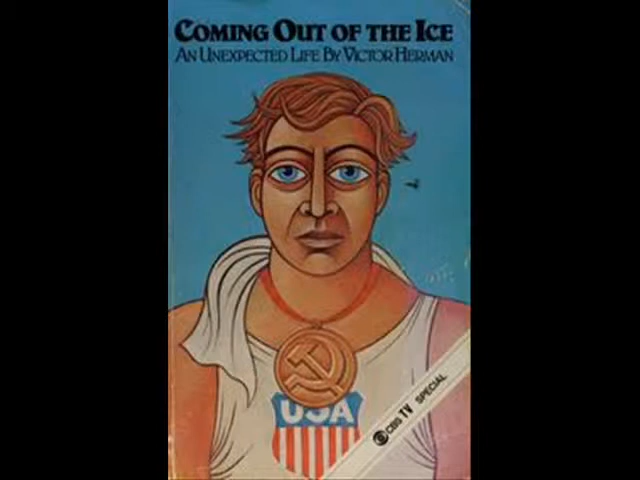 COMING OUT OF THE ICE
AN UNEXPECTED LIFE BY VICTOR HERMAN
USA
CBS TV SPECIAL